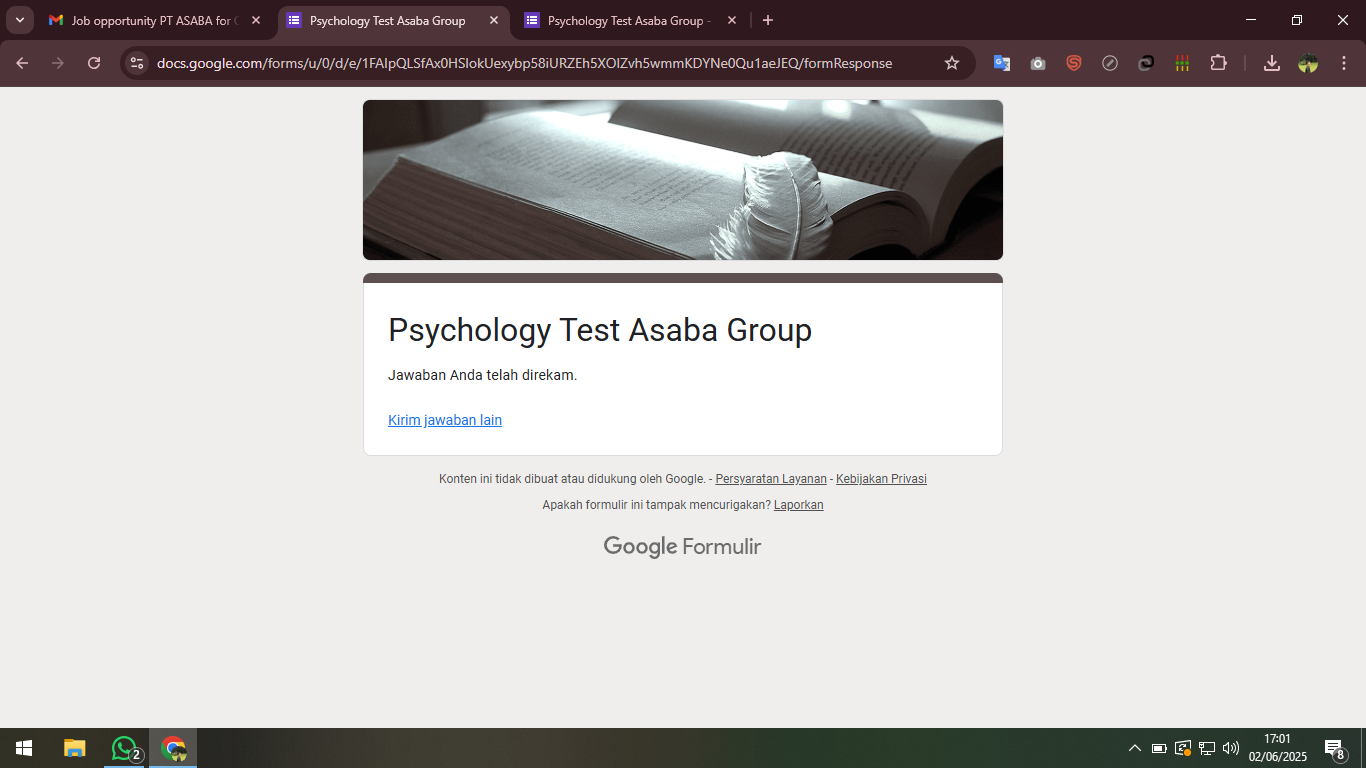 Job opportunity PT ASABA for
Psychology Test Asaba Group
Psychology Test Asaba Group -
docs.google.com/forms/u/0/d/e/1FAIpQLSfAx0HSlokUexybp58iURZEh5XOIZvh5wmmKDYNe0Qu1aeJEQ/formResponse
Psychology Test Asaba Group
Jawaban Anda telah direkam.
Kirim jawaban lain
Konten ini tidak dibuat atau didukung oleh Google. - Persyaratan Layanan - Kebijakan Privasi
Apakah formulir ini tampak mencurigakan? Laporkan
Google Formulir
2
17:01
02/06/2025
8